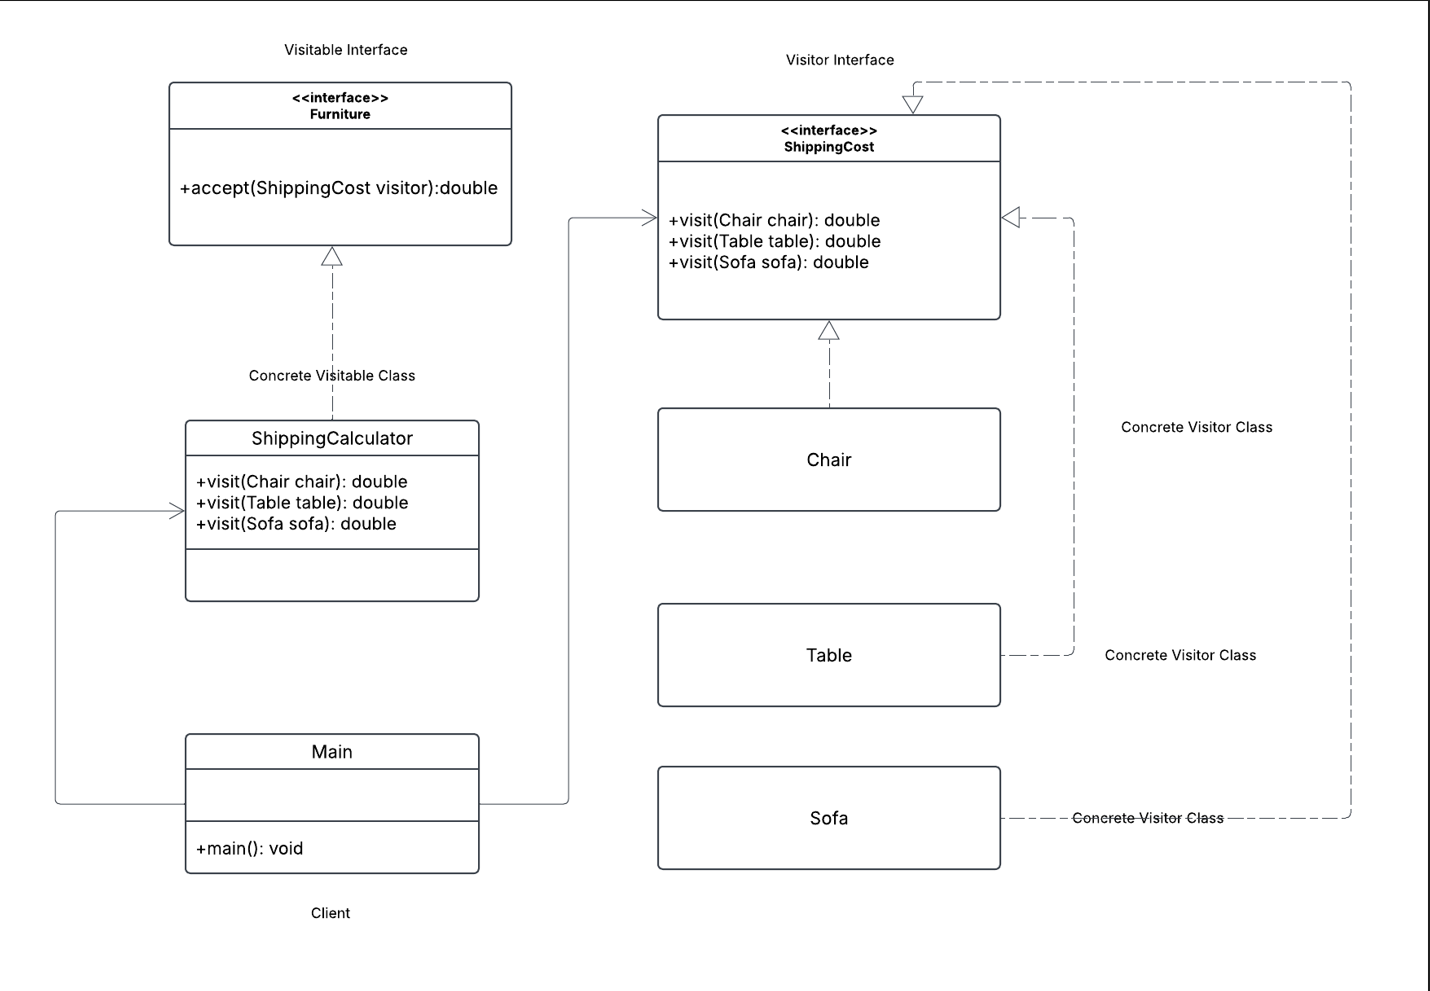 Visitable Interface
<<interface>>
Furniture
+accept(ShippingCost visitor):double
Concrete Visitable Class
ShippingCalculator
+visit(Chair chair): double
+visit(Table table): double
+visit(Sofa sofa): double
Main
+main(): void
Client
Visitor Interface
<<interface>>
ShippingCost
+visit(Chair chair): double
+visit(Table table): double
+visit(Sofa sofa): double
Chair
Concrete Visitor Class
Table
Concrete Visitor Class
Sofa
Concrete Visitor Class